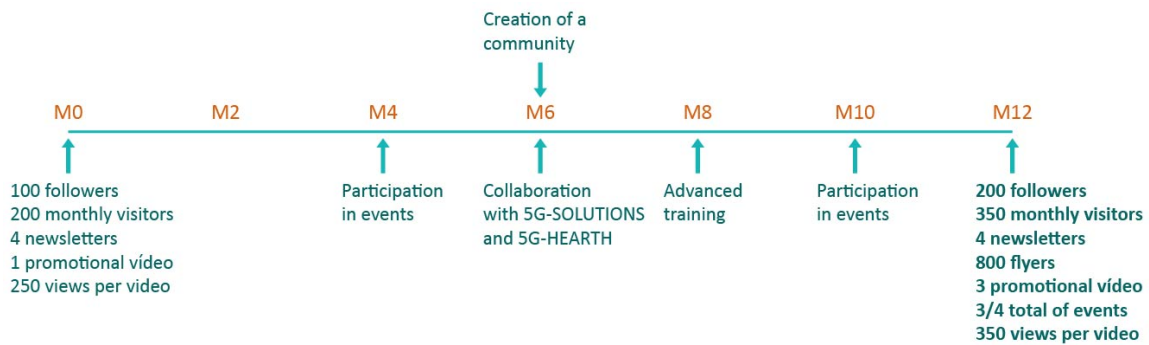 Creation of a
community
M0
M2
M4
M6
M8
M10
M12
100 followers
200 monthly visitors
4 newsletters
1 promotional vídeo
250 views per video
Participation
in events
Collaboration
with 5G-SOLUTIONS
and 5G-HEARTH
Advanced
training
Participation
in events
200 followers
350 monthly visitors
4 newsletters
800 flyers
3 promotional vídeo
3/4 total of events
350 views per video